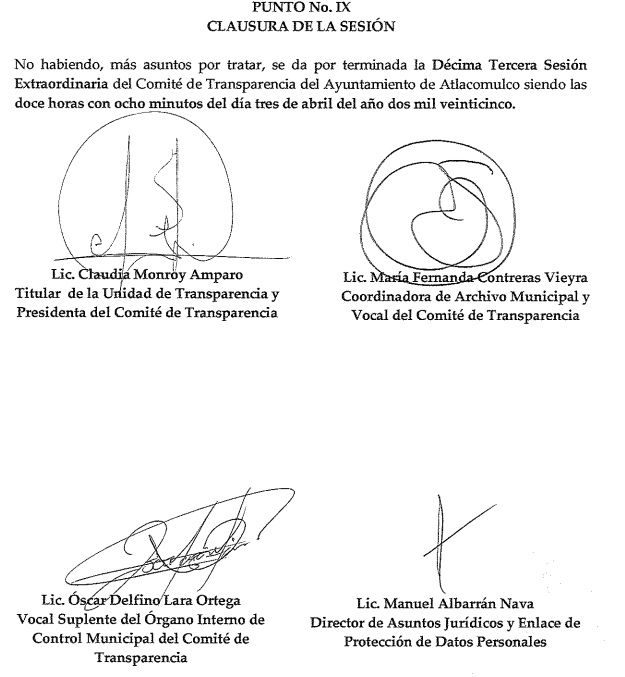 PUNTO No. IX
CLAUSURA DE LA SESIÓN
No habiendo, más asuntos por tratar, se da por terminada la Décima Tercera Sesión
Extraordinaria del Comité de Transparencia del Ayuntamiento de Atlacomulco siendo las
doce horas con ocho minutos del día tres de abril del año dos mil veinticinco.
Lic. Claudia Monroy Amparo
Titular de la Unidad de Transparencia y
Presidenta del Comité de Transparencia
Lic. María Fernanda Contreras Vieyra
Coordinadora de Archivo Municipal y
Vocal del Comité de Transparencia
Lic. Óscar Delfino Lara Ortega
Vocal Suplente del Órgano Interno de
Control Municipal del Comité de
Transparencia
Lic. Manuel Albarrán Nava
Director de Asuntos Jurídicos y Enlace de
Protección de Datos Personales